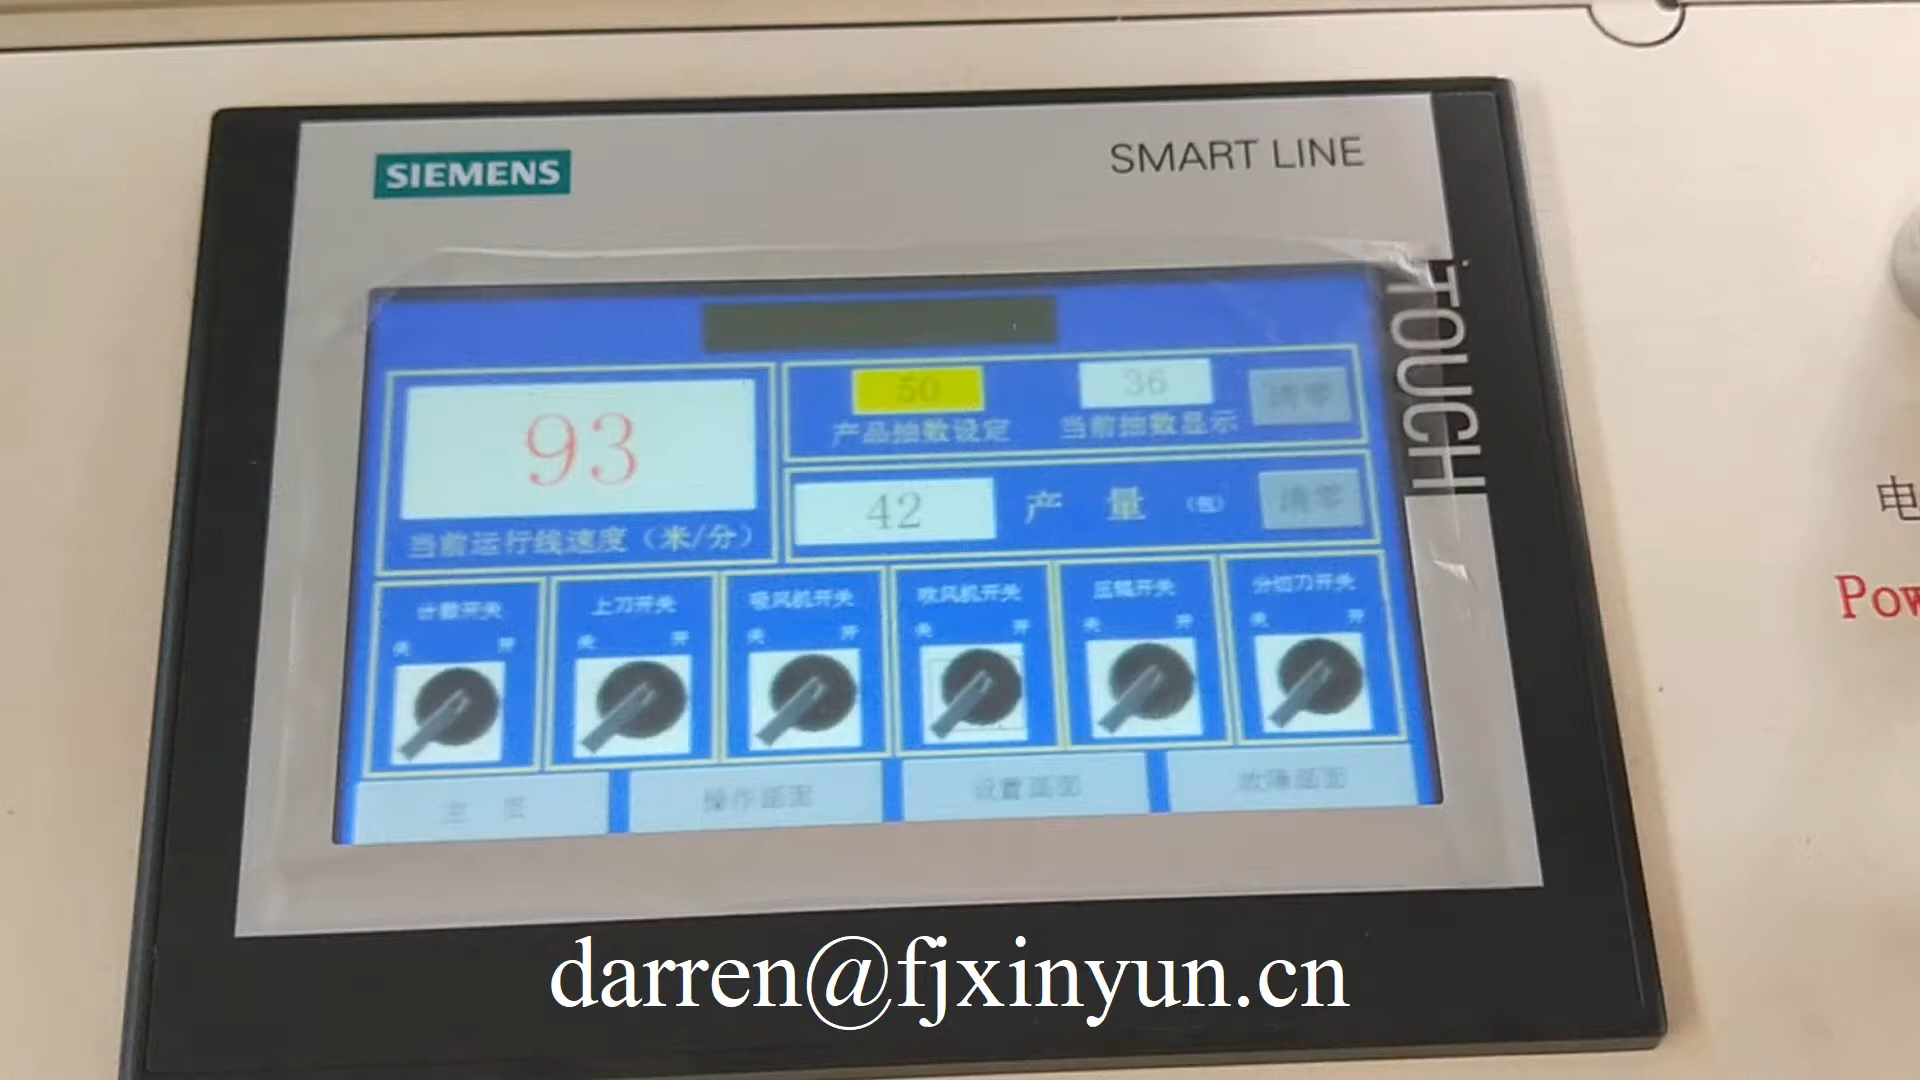 SIEMENS
SMART LINE
TOUCH
50
36
清零
93
产品抽数设定
当前抽数显示
42
产 量 (包)
清零
当前运行线速度（米/分）
计数开关
上刀开关
吸风机开关
吹风机开关
压辊开关
分切刀开关
关 开
关 开
关 开
关 开
关 开
关 开
主 页
操作画面
设置画面
故障画面
电
Pow
darren@fjxinyun.cn